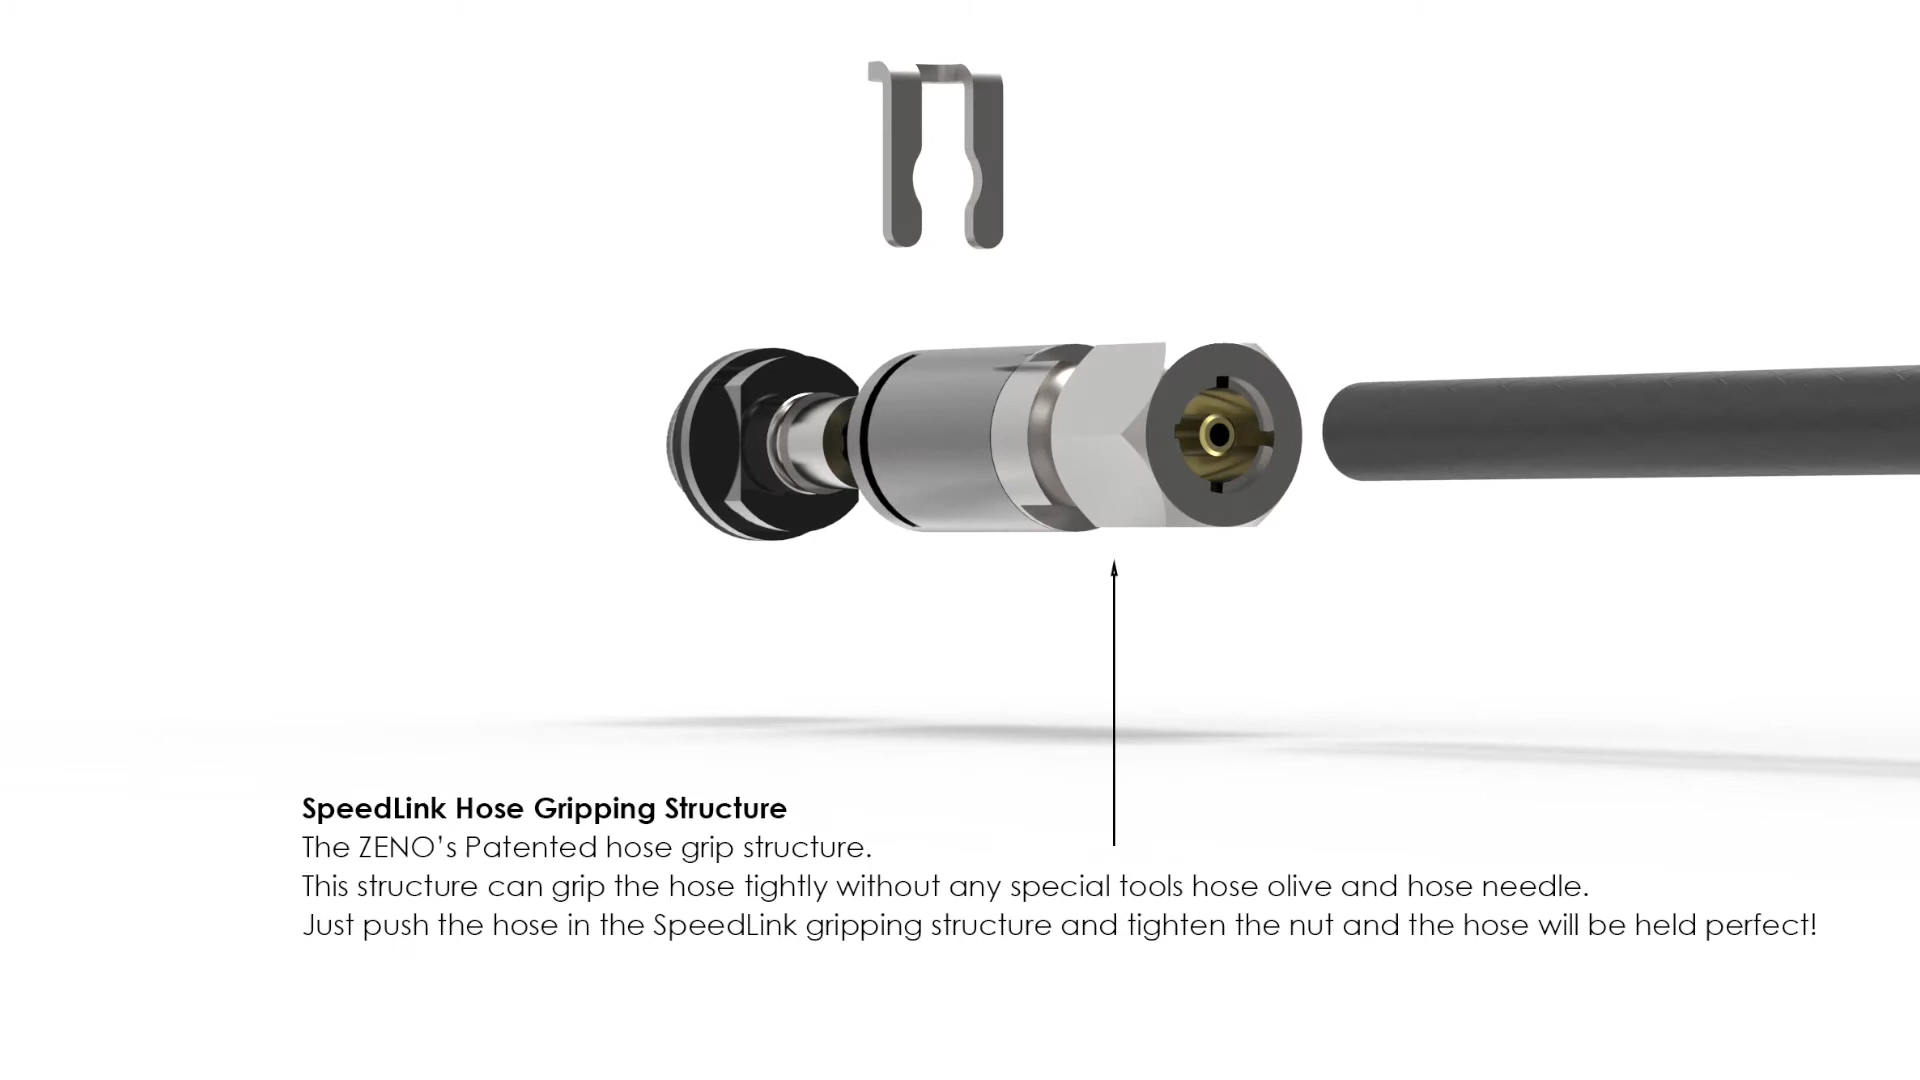 SpeedLink Hose Gripping Structure
The ZENO’s Patented hose grip structure.
This structure can grip the hose tightly without any special tools hose olive and hose needle.
Just push the hose in the SpeedLink gripping structure and tighten the nut and the hose will be held perfect!